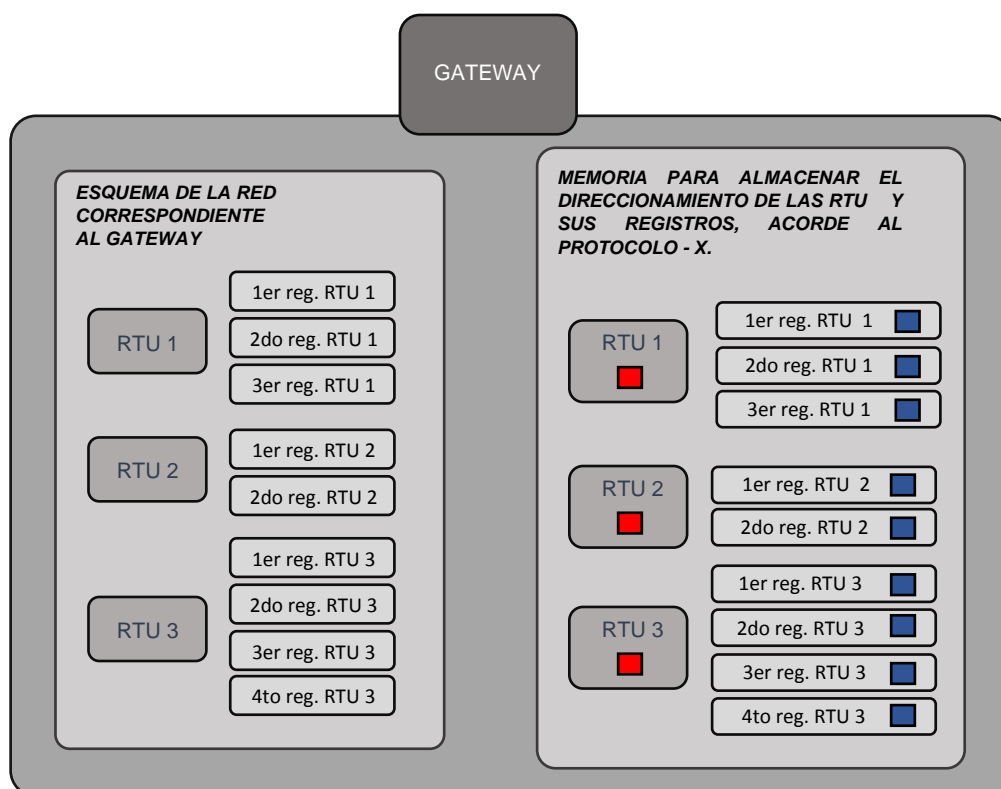 GATEWAY
ESQUEMA DE LA RED
CORRESPONDIENTE
AL GATEWAY
RTU 1
1er reg. RTU 1
2do reg. RTU 1
3er reg. RTU 1
RTU 2
1er reg. RTU 2
2do reg. RTU 2
RTU 3
1er reg. RTU 3
2do reg. RTU 3
3er reg. RTU 3
4to reg. RTU 3
MEMORIA PARA ALMACENAR EL
DIRECCIONAMIENTO DE LAS RTU Y
SUS REGISTROS, ACORDE AL
PROTOCOLO - X.
RTU 1
1er reg. RTU 1
2do reg. RTU 1
3er reg. RTU 1
RTU 2
1er reg. RTU 2
2do reg. RTU 2
RTU 3
1er reg. RTU 3
2do reg. RTU 3
3er reg. RTU 3
4to reg. RTU 3